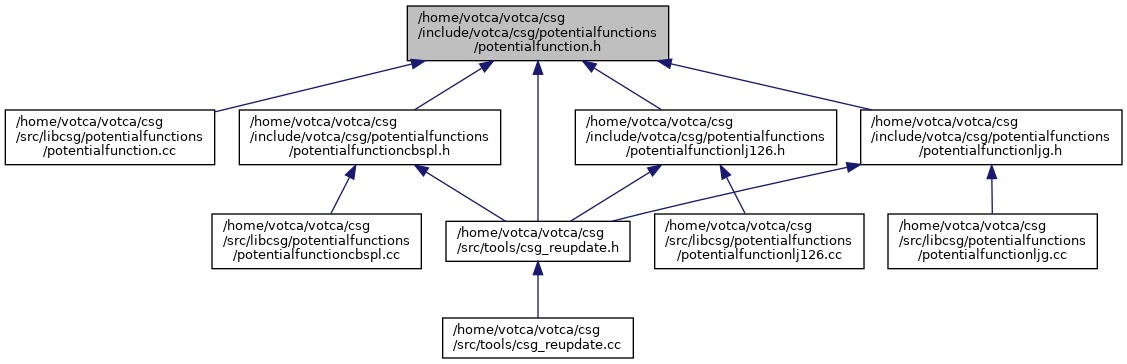 /home/votca/votca/csg
/include/votca/csg/potentialfunctions
/potentialfunction.h
/home/votca/votca/csg
/src/libcsg/potentialfunctions
/potentialfunction.cc
/home/votca/votca/csg
/include/votca/csg/potentialfunctions
/potentialfunctioncbspl.h
/home/votca/votca/csg
/include/votca/csg/potentialfunctions
/potentialfunctionlj126.h
/home/votca/votca/csg
/include/votca/csg/potentialfunctions
/potentialfunctionljg.h
/home/votca/votca/csg
/src/libcsg/potentialfunctions
/potentialfunctioncbspl.cc
/home/votca/votca/csg
/src/tools/csg_reupdate.h
/home/votca/votca/csg
/src/libcsg/potentialfunctions
/potentialfunctionlj126.cc
/home/votca/votca/csg
/src/libcsg/potentialfunctions
/potentialfunctionljg.cc
/home/votca/votca/csg
/src/tools/csg_reupdate.cc